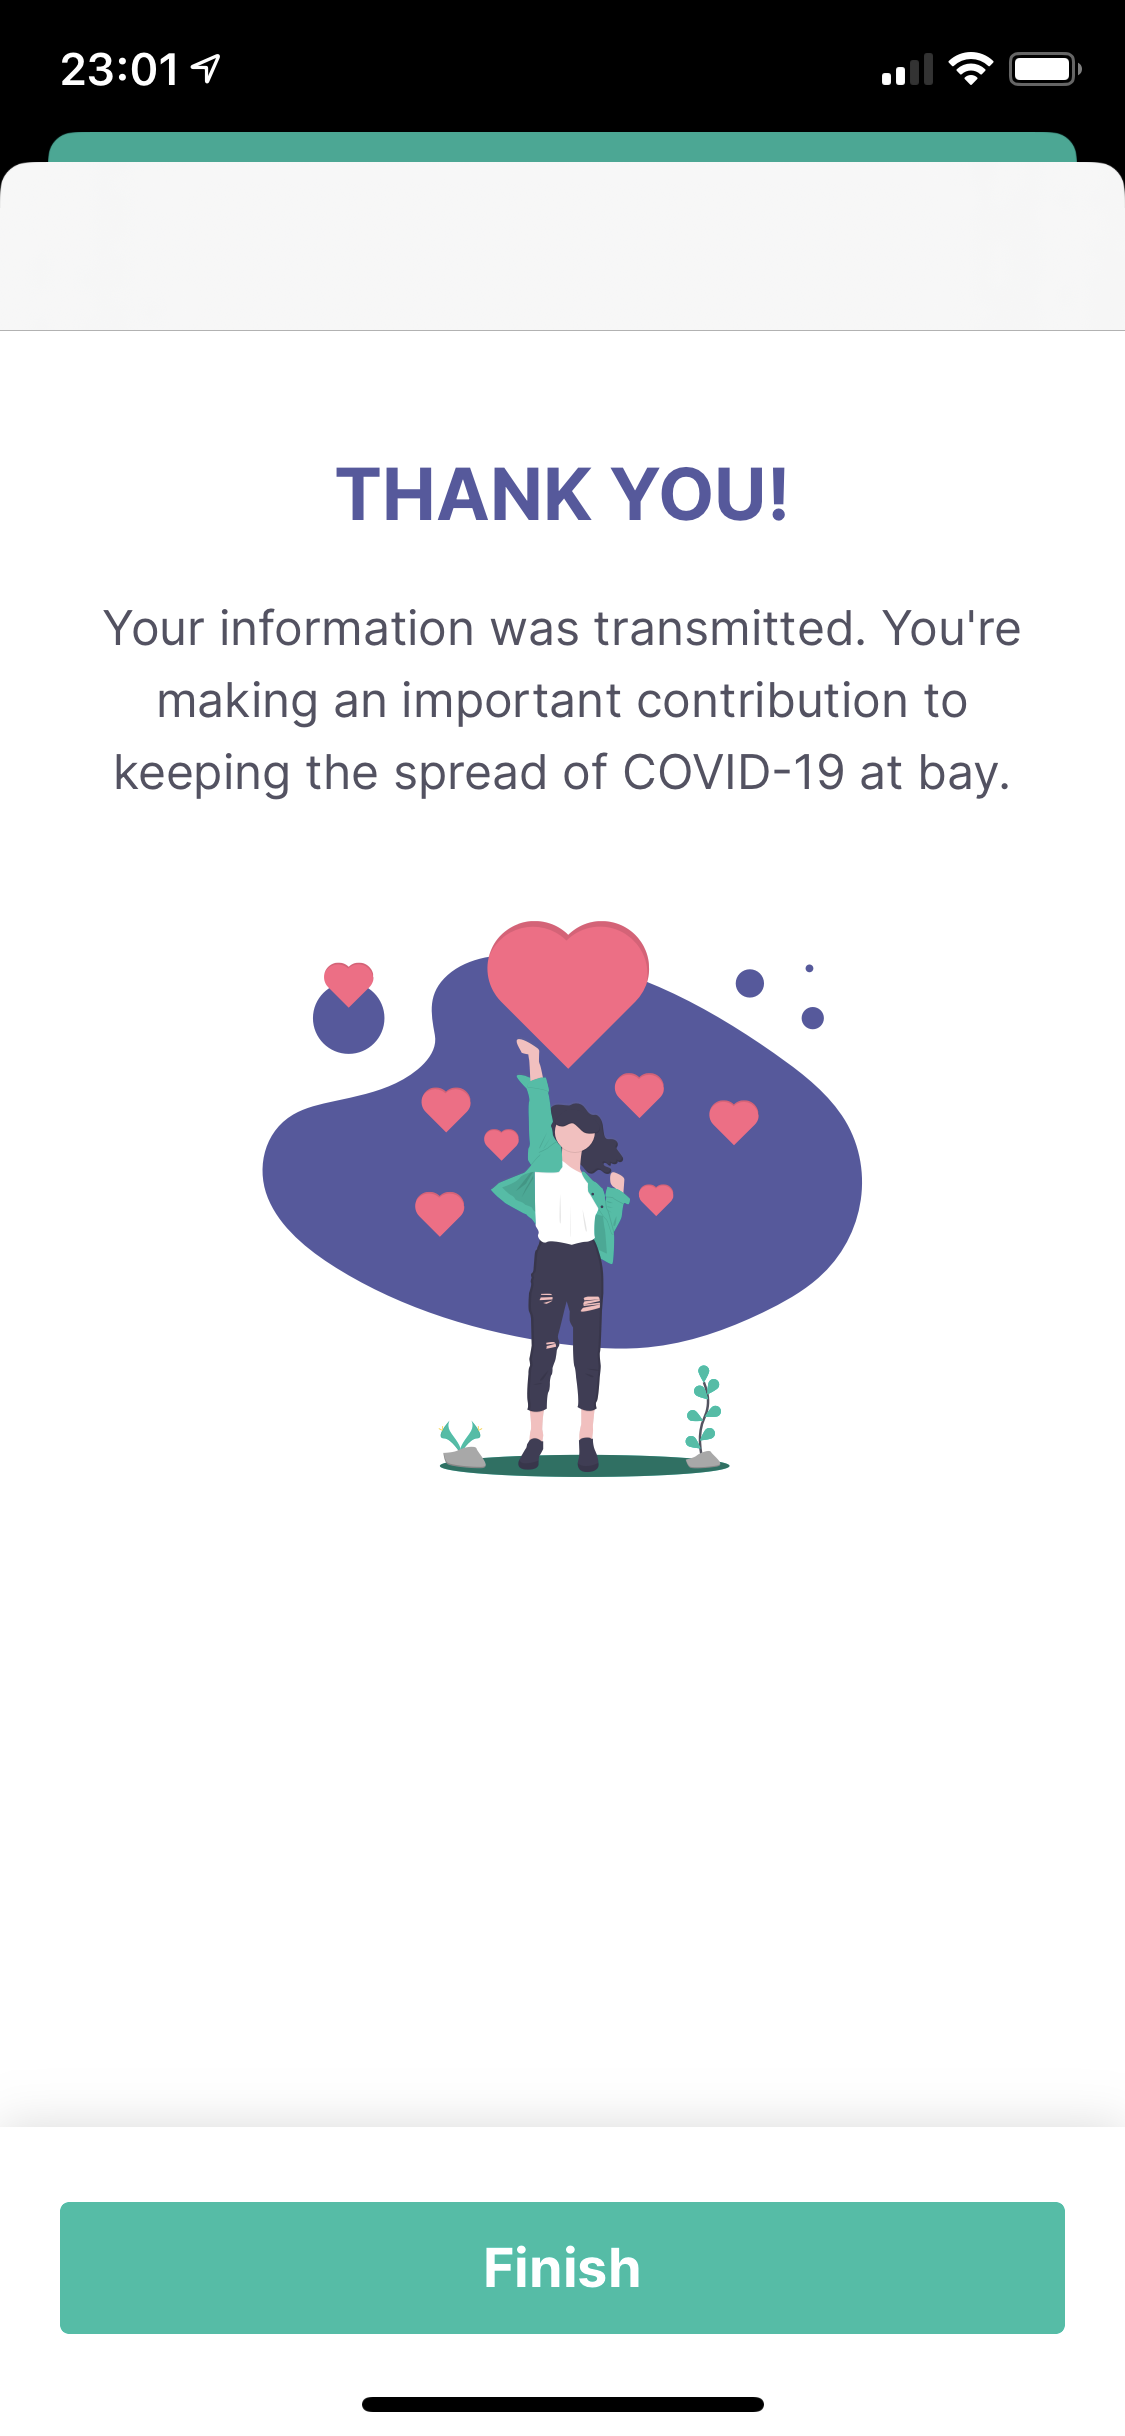 23:01
THANK YOU!
Your information was transmitted. You're
making an important contribution to
keeping the spread of COVID-19 at bay.
Finish